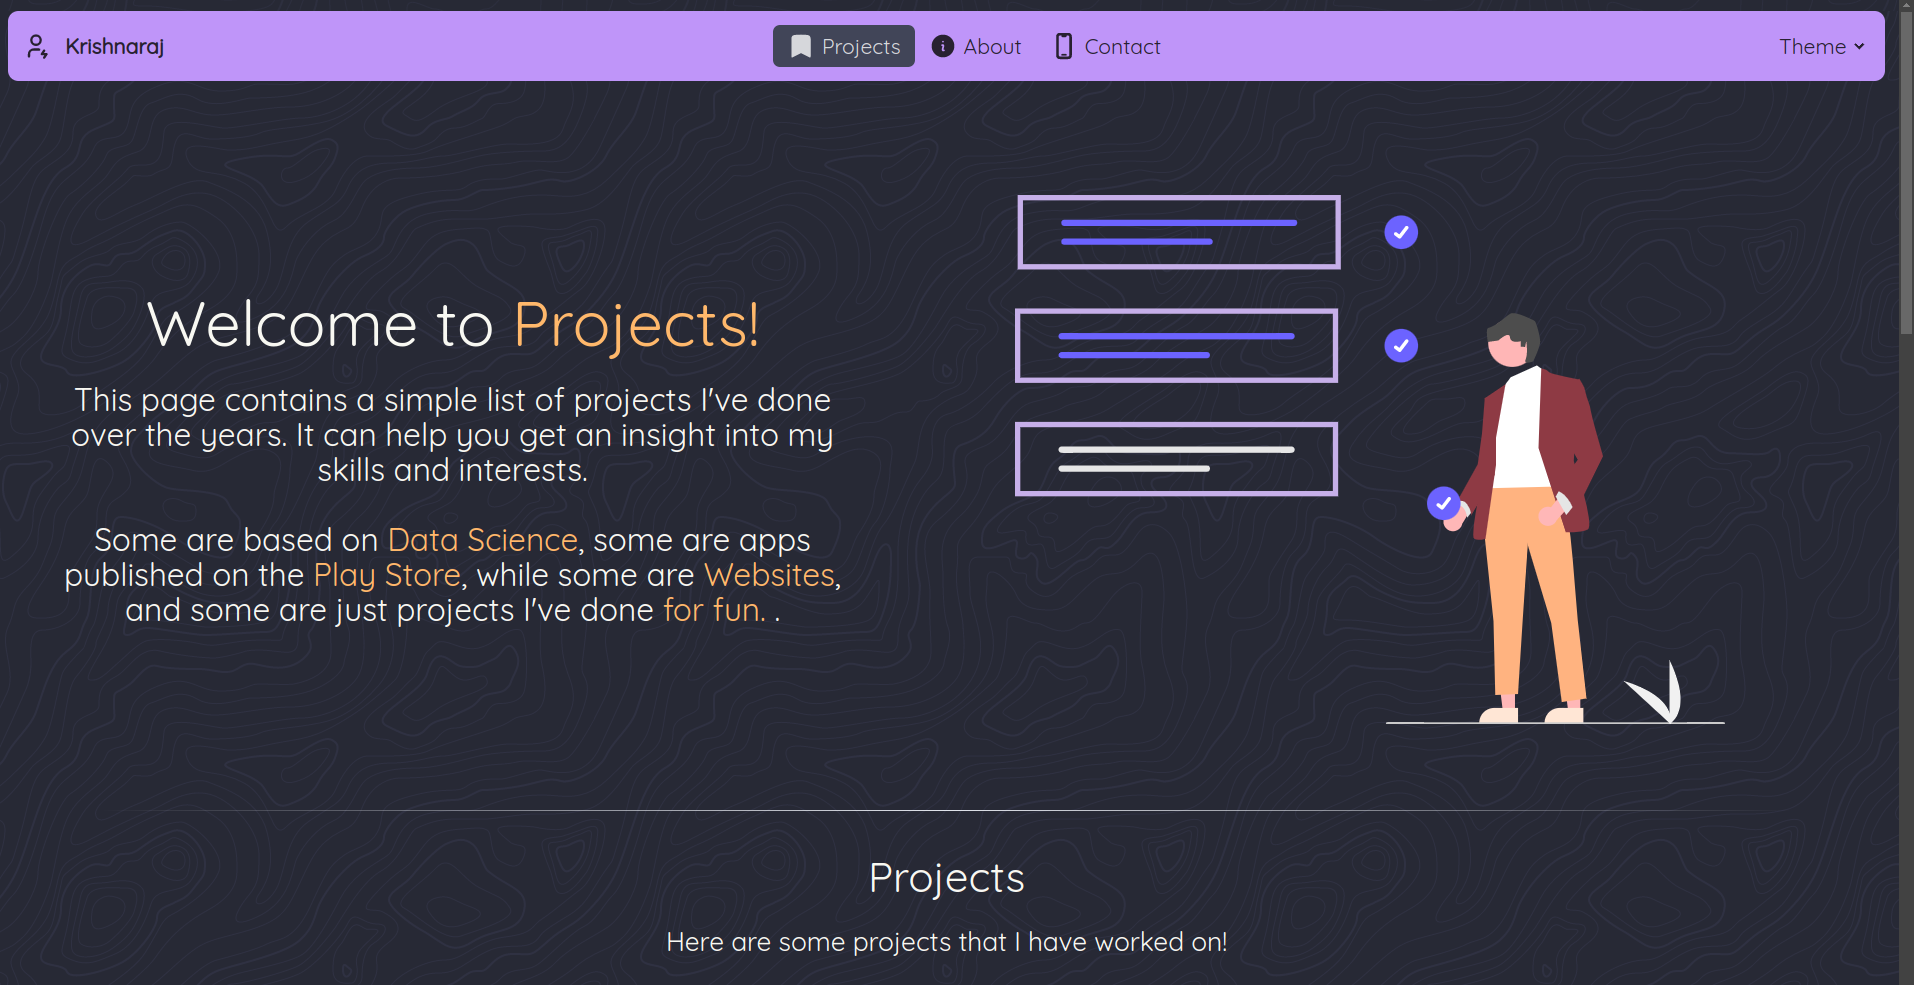 Krishnaraj
Projects
About
Contact
Theme
Welcome to Projects!
This page contains a simple list of projects I've done
over the years. It can help you get an insight into my
skills and interests.
Some are based on Data Science, some are apps
published on the Play Store, while some are Websites,
and some are just projects I've done for fun. .
Projects
Here are some projects that I have worked on!